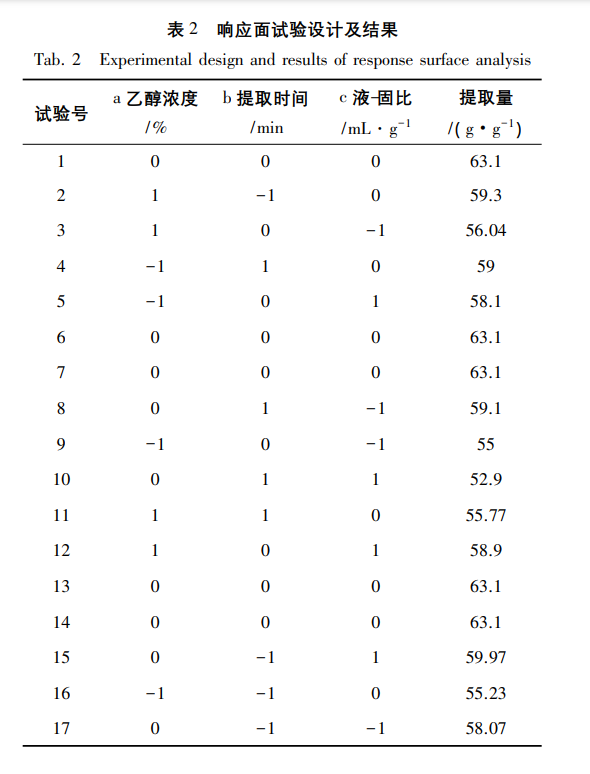 表 2 响应面试验设计及结果
Tab. 2 Experimental design and results of response surface analysis
试验号 a 乙醇浓度 /% b 提取时间 /min c 液-固比 /mL·g⁻¹ 提取量 /(g·g⁻¹)
1 0 0 0 63.1
2 1 −1 0 59.3
3 1 0 −1 56.04
4 −1 1 0 59
5 −1 0 1 58.1
6 0 0 0 63.1
7 0 0 0 63.1
8 0 1 −1 59.1
9 −1 0 −1 55
10 0 1 1 52.9
11 1 1 0 55.77
12 1 0 1 58.9
13 0 0 0 63.1
14 0 0 0 63.1
15 0 −1 1 59.97
16 −1 −1 0 55.23
17 0 −1 −1 58.07